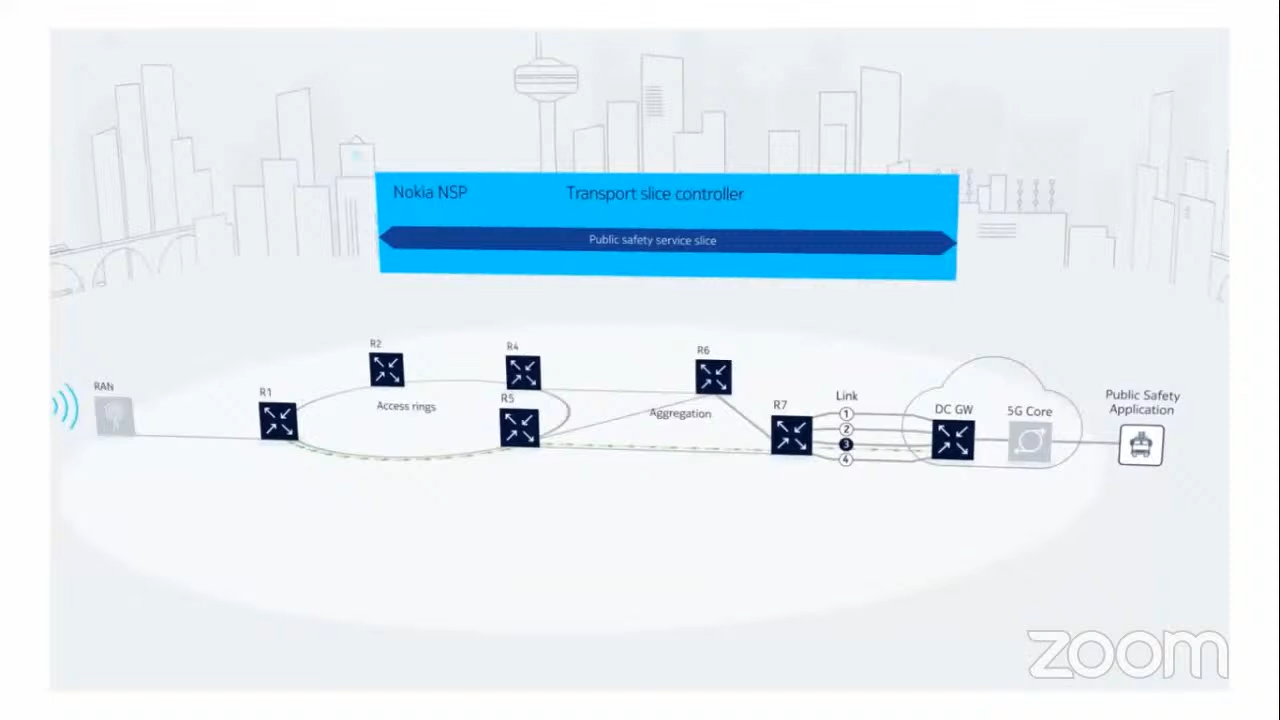 Nokia NSP
Transport slice controller
Public safety service slice
R2
R4
R6
RAN
R1
Access rings
R5
Aggregation
R7
Link
1
2
3
4
DC GW
5G Core
Public Safety
Application
zoom